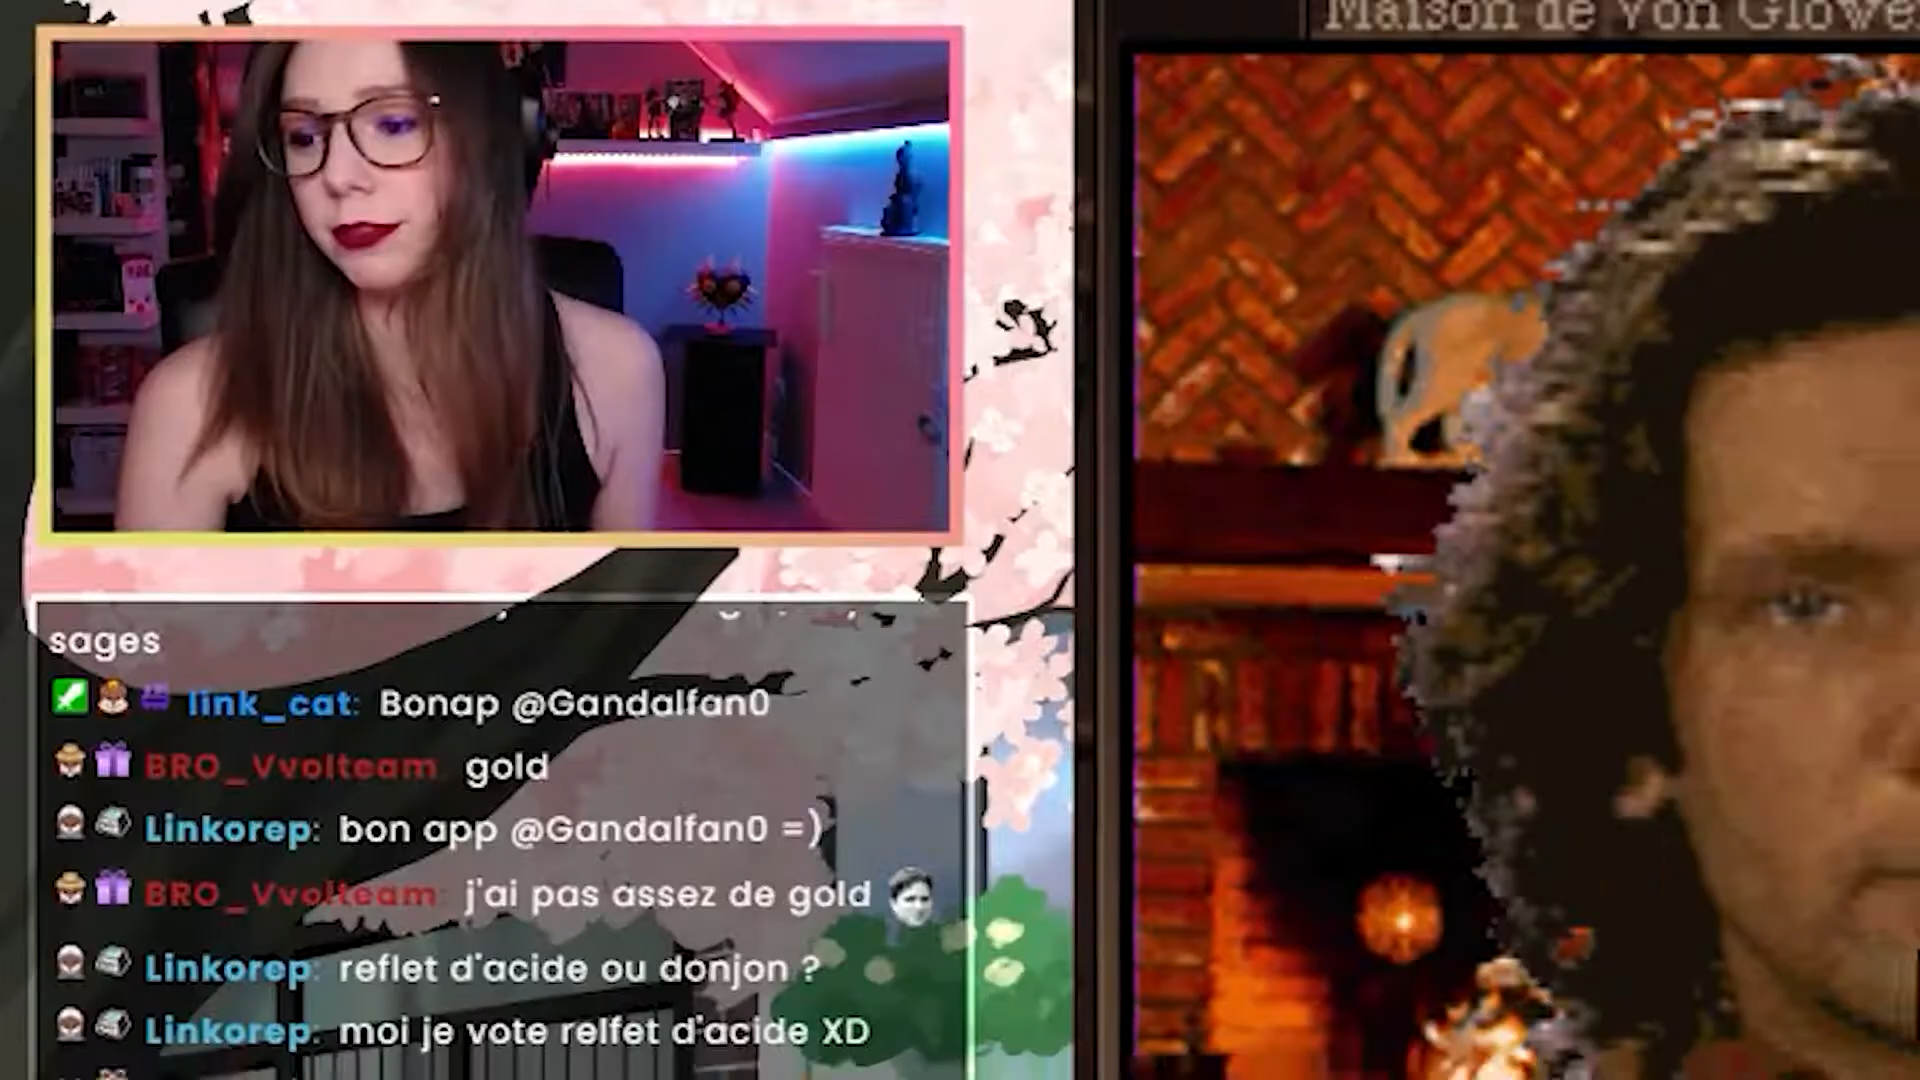 Maison de Von Glower
sages
link_cat: Bonap @Gandalfan0
BRO_Vvolteam: gold
Linkorep: bon app @Gandalfan0 =)
BRO_Vvolteam: j'ai pas assez de gold
Linkorep: reflet d'acide ou donjon ?
Linkorep: moi je vote relfet d'acide XD